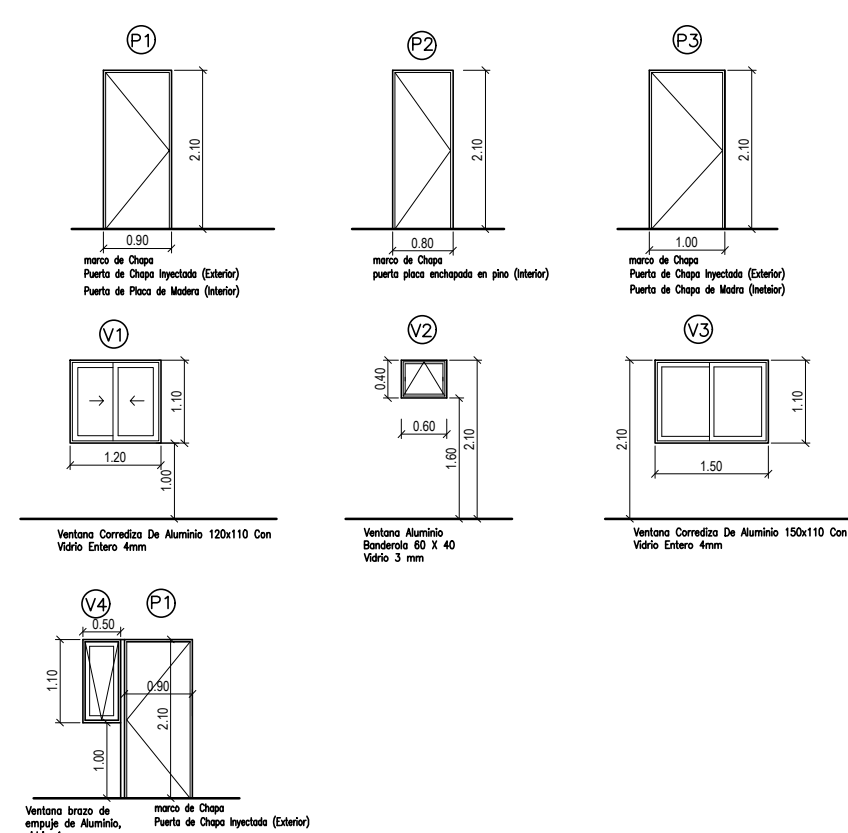 P1
P2
P3
2.10
2.10
2.10
0.90
0.80
1.00
marco de Chapa
Puerta de Chapa Inyectada (Exterior)
Puerta de Placa de Madera (Interior)
marco de Chapa
puerta placa enchapada en pino (Interior)
marco de Chapa
Puerta de Chapa Inyectada (Exterior)
Puerta de Chapa de Madra (Ineteior)
V1
V2
V3
1.10
1.20
1.00
0.40
0.60
1.60
2.10
2.10
1.10
1.50
Ventana Corrediza De Aluminio 120x110 Con
Vidrio Entero 4mm
Ventana Aluminio
Banderola 60 X 40
Vidrio 3 mm
Ventana Corrediza De Aluminio 150x110 Con
Vidrio Entero 4mm
V4
P1
0.50
1.10
0.90
2.10
1.00
Ventana brazo de
empuje de Aluminio,
marco de Chapa
Puerta de Chapa Inyectada (Exterior)